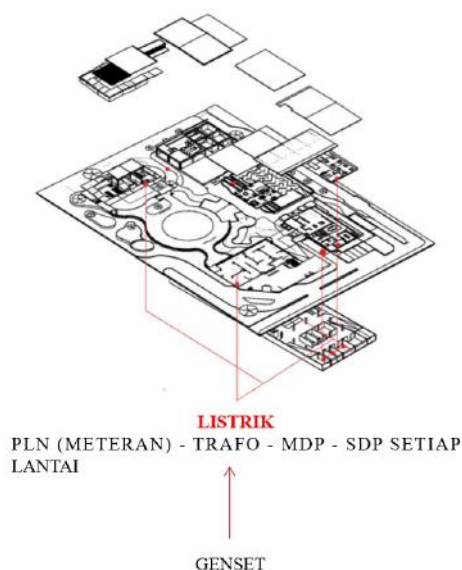 LISTRIK
PLN (METERAN) - TRAFO - MDP - SDP SETIAP
LANTAI
GENSET